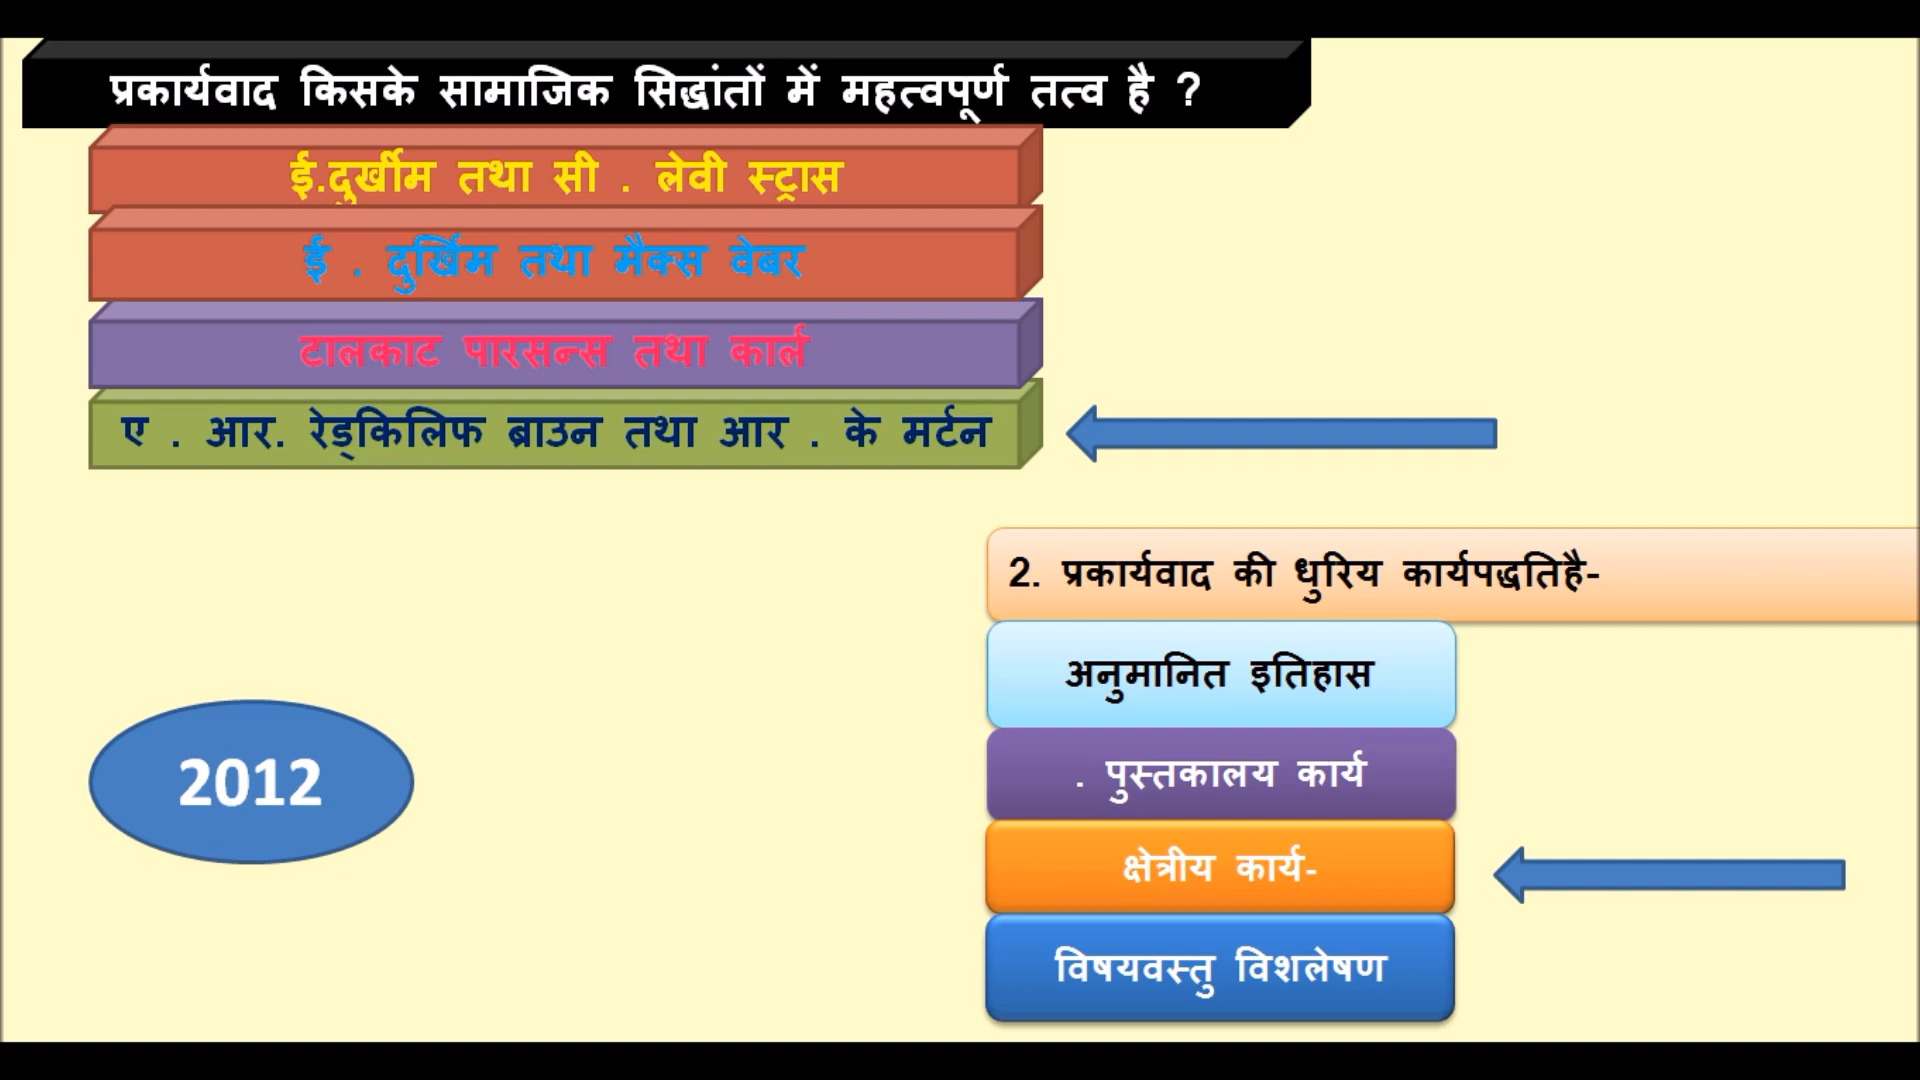 प्रकार्यवाद किसके सामाजिक सिद्धांतों में महत्वपूर्ण तत्व है ?
ई.दुर्खीम तथा सी . लेवी स्ट्रास
ई . दुर्खिम तथा मैक्स वेबर
टालकाट पारसन्स तथा कार्ल
ए . आर. रेड्किलिफ ब्राउन तथा आर . के मर्टन
2. प्रकार्यवाद की धुरिय कार्यपद्धतिहै-
अनुमानित इतिहास
. पुस्तकालय कार्य
क्षेत्रीय कार्य-
विषयवस्तु विशलेषण
2012